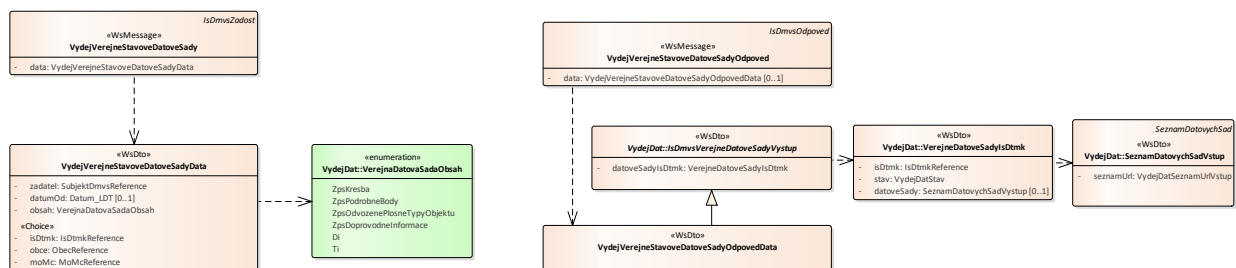 IsDmvsZadost
«WsMessage»
VydejVerejneStavoveDatoveSady
- data: VydejVerejneStavoveDatoveSadyData
«WsDto»
VydejVerejneStavoveDatoveSadyData
- zadatel: SubjektDmvsReference
- datumOd: Datum_LDT [0..1]
- obsah: VerejnaDatovaSadaObsah
«Choice»
- isDtmk: IsDtmkReference
- obce: ObecReference
- moMc: MoMcReference
«enumeration»
VydejDat::VerejnaDatovaSadaObsah
ZpsKresba
ZpsPodrobneBody
ZpsOdvozenePlosneTypyObjektu
ZpsDoprovodneInformace
Di
Ti
IsDmvsOdpoved
«WsMessage»
VydejVerejneStavoveDatoveSadyOdpoved
- data: VydejVerejneStavoveDatoveSadyOdpovedData [0..1]
«WsDto»
VydejDat::IsDmvsVerejneDatoveSadyVystup
- datoveSadyIsDtmk: VerejneDatoveSadyIsDtmk
«WsDto»
VydejVerejneStavoveDatoveSadyOdpovedData
«WsDto»
VydejDat::VerejneDatoveSadyIsDtmk
- isDtmk: IsDtmkReference
- stav: VydejDatStav
- datoveSady: SeznamDatovychSadVystup [0..1]
SeznamDatovychSad
«WsDto»
VydejDat::SeznamDatovychSadVstup
- seznamUrl: VydejDatSeznamUrlVstup